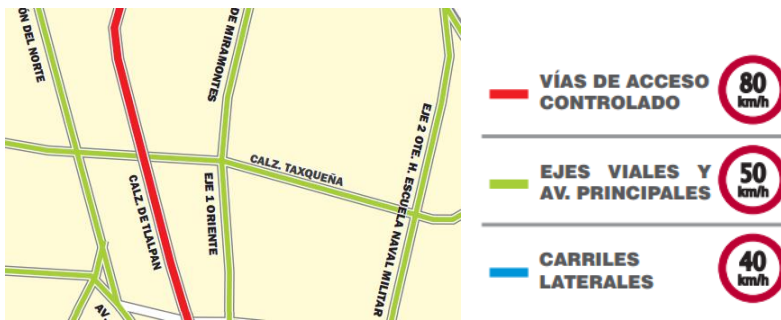 ÓN DEL NORTE
DE MIRAMONTES
EJE 2 OTE. H. ESCUELA NAVAL MILITAR
CALZ. TAXQUEÑA
CALZ. DE TLALPAN
EJE 1 ORIENTE
AV.
VÍAS DE ACCESO
CONTROLADO
80
km/h
EJES VIALES Y
AV. PRINCIPALES
50
km/h
CARRILES
LATERALES
40
km/h